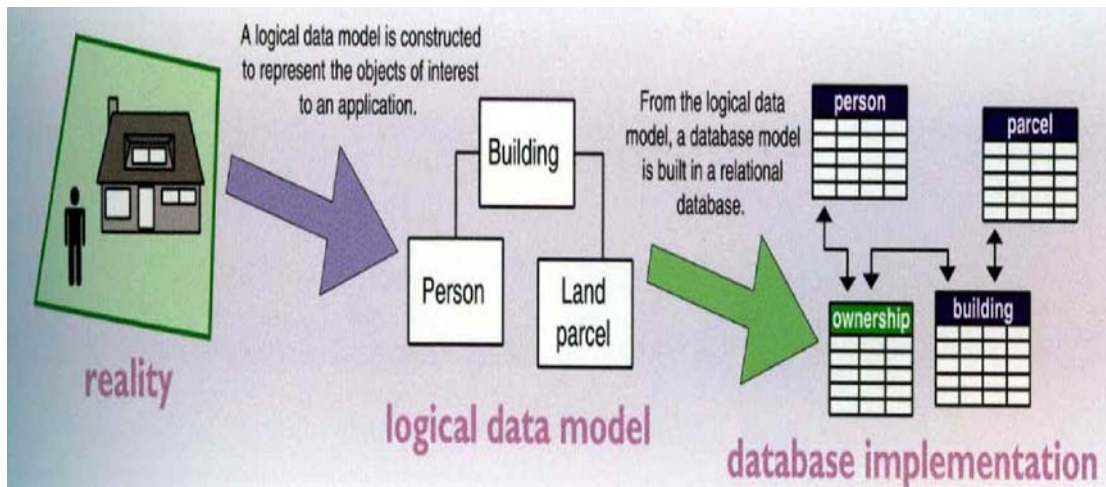 A logical data model is constructed
to represent the objects of interest
to an application.
Building
Person
Land
parcel
From the logical data
model, a database model
is built in a relational
database.
person
parcel
ownership
building
reality
logical data model
database implementation